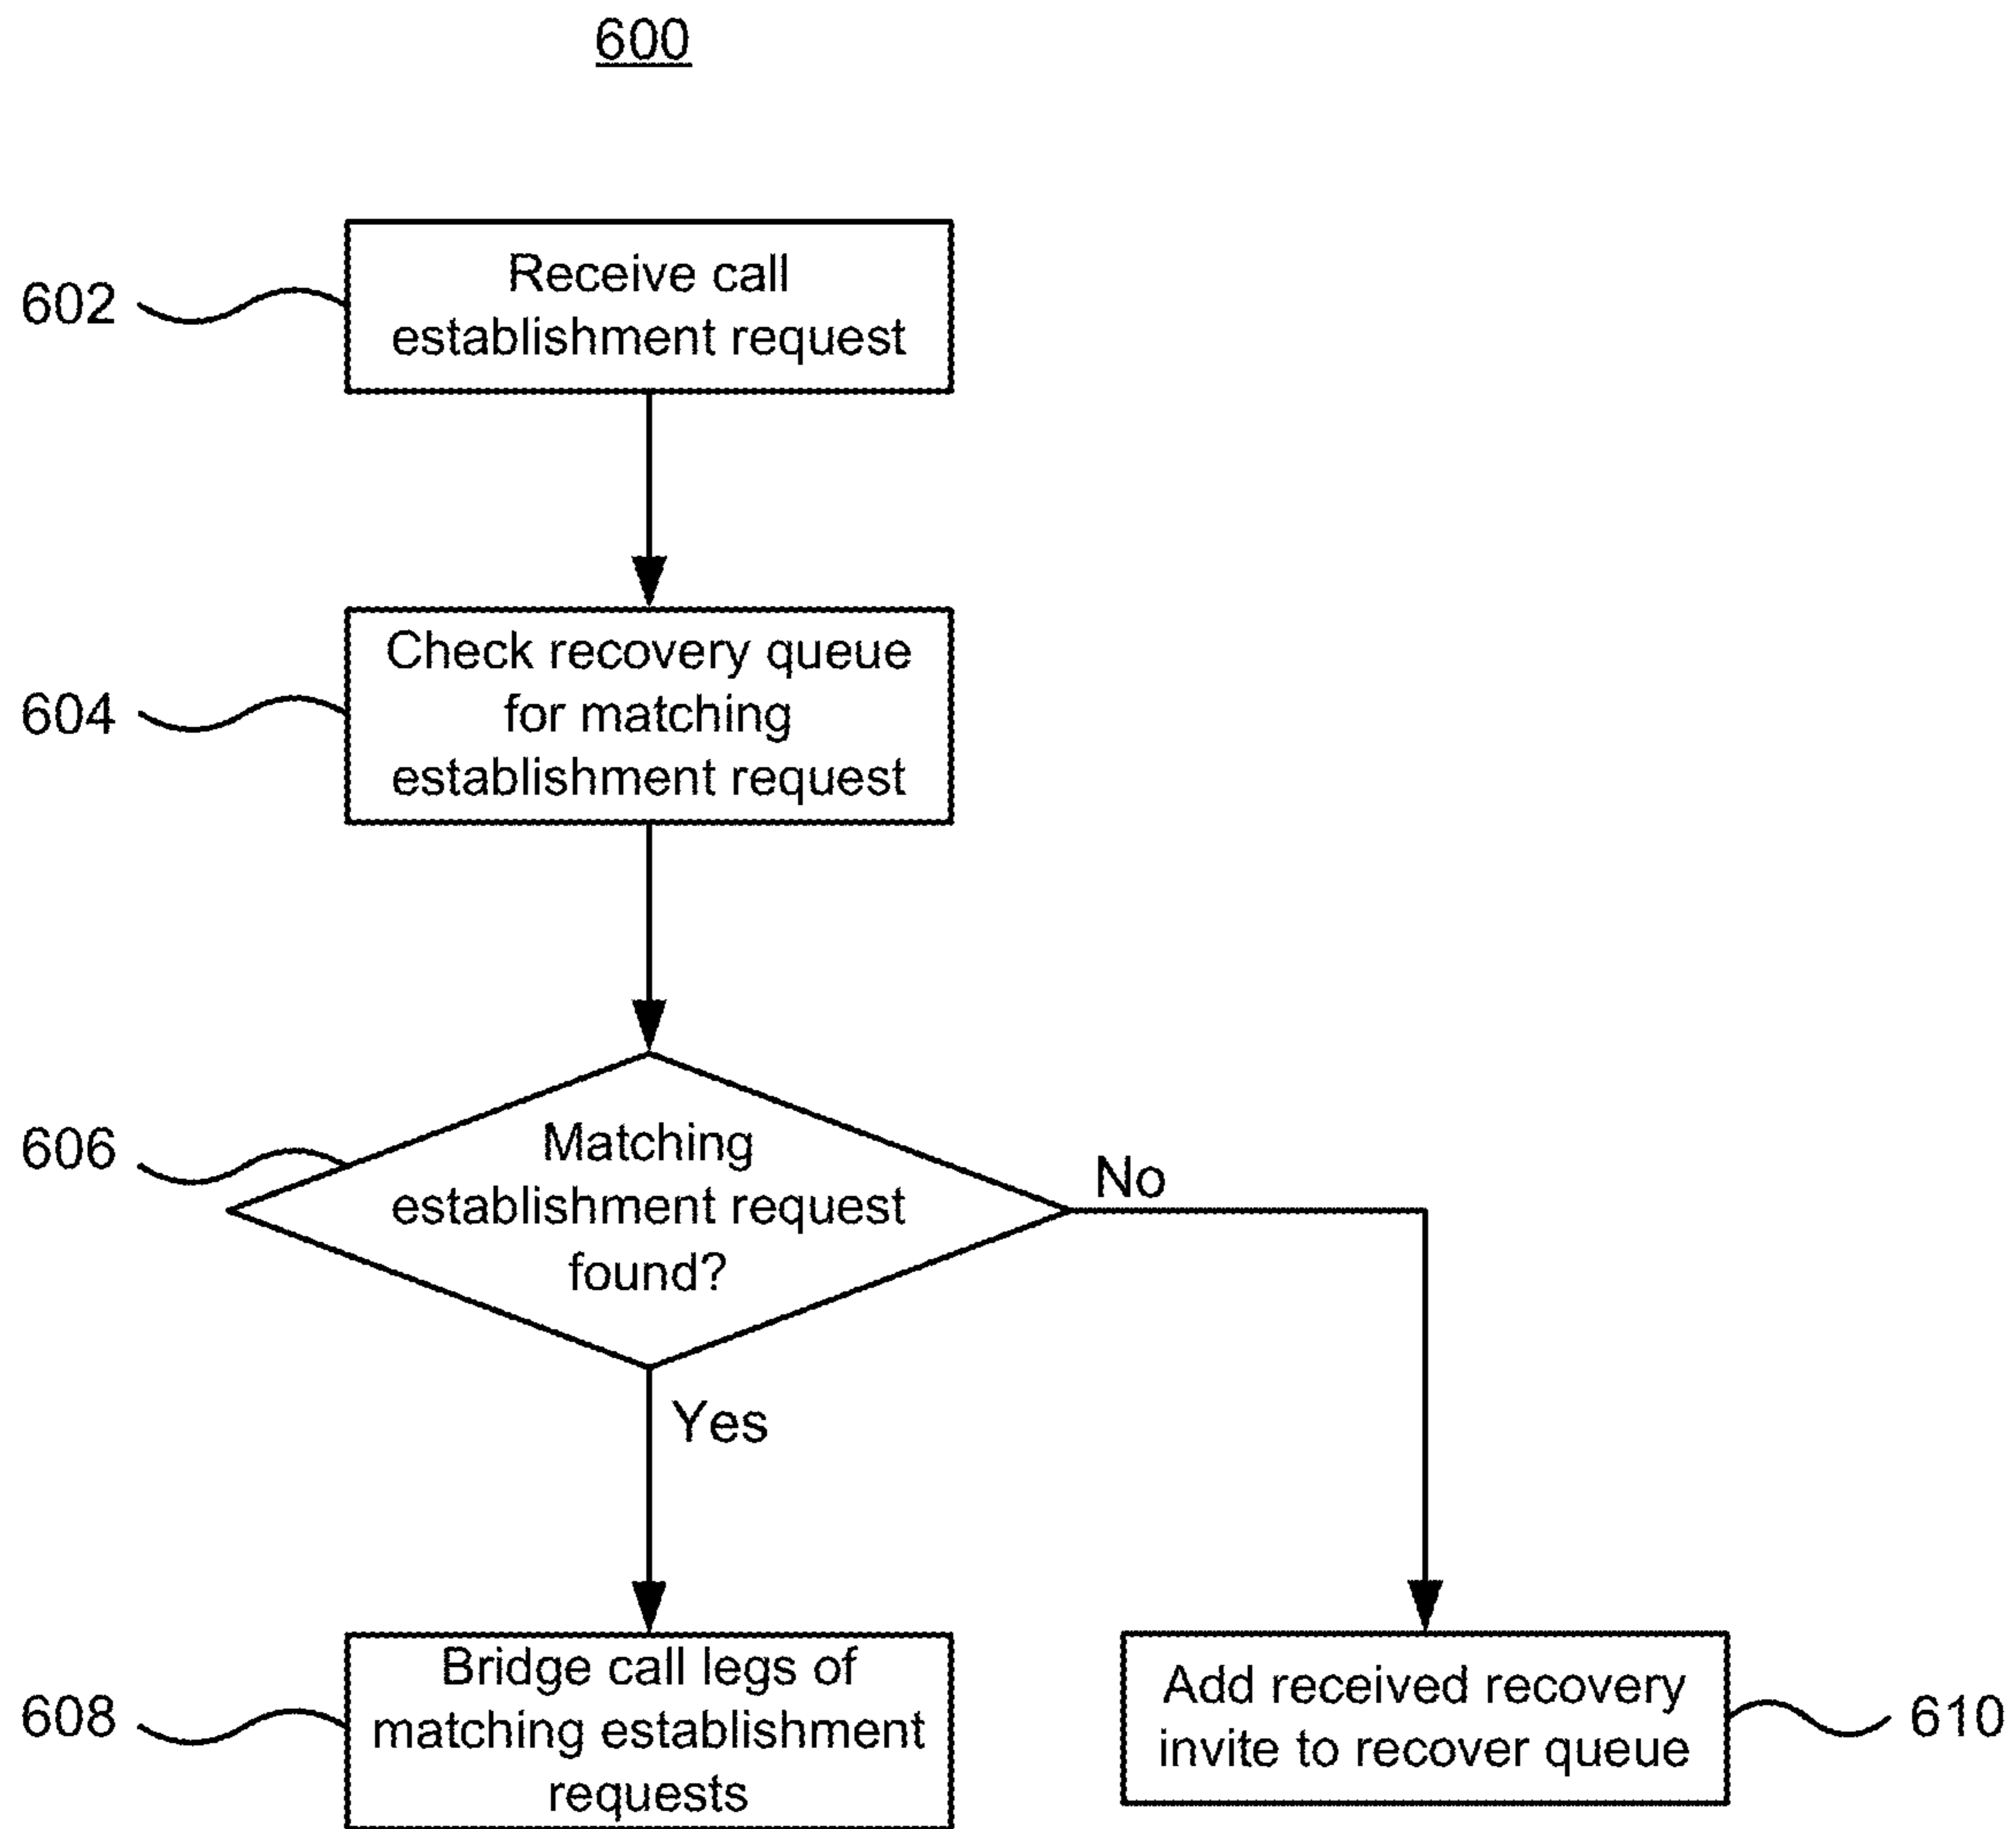 600
602
Receive call
establishment request
604
Check recovery queue
for matching
establishment request
606
Matching
establishment request
found?
No
Yes
608
Bridge call legs of
matching establishment
requests
Add received recovery
invite to recover queue
610